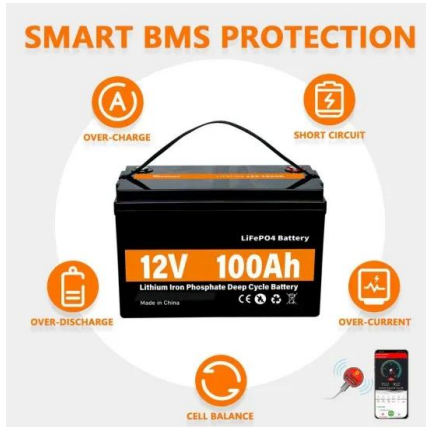 SMART BMS PROTECTION
OVER-CHARGE
SHORT CIRCUIT
LiFePO4 Battery
12V 100Ah
Lithium Iron Phosphate Deep Cycle Battery
Made in China
CE
OVER-DISCHARGE
OVER-CURRENT
CELL BALANCE